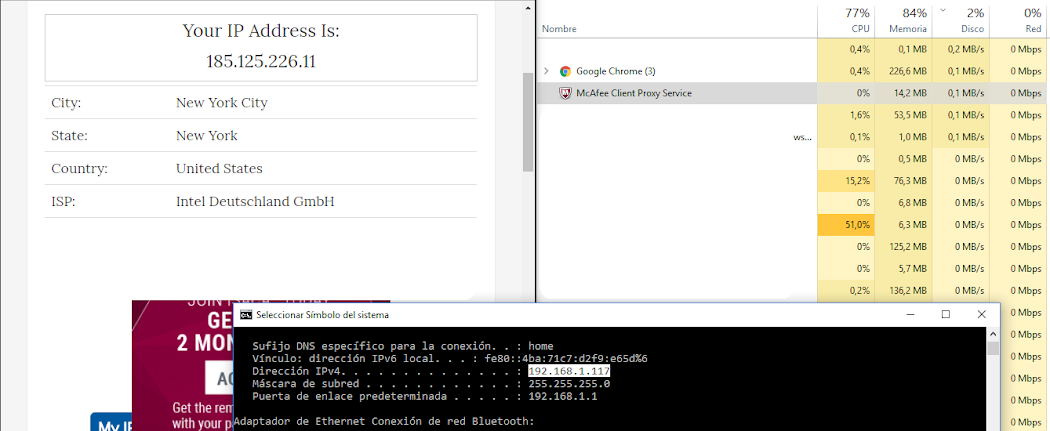 Your IP Address Is:
185.125.226.11
City: New York City
State: New York
Country: United States
ISP: Intel Deutschland GmbH
GE
2 MON
AC
Get the rem
with your p
My IP
77% 84% 2% 0%
Nombre CPU Memoria Disco Red
0,4% 0,1 MB 0,2 MB/s 0 Mbps
Google Chrome (3) 0,4% 226,6 MB 0,1 MB/s 0 Mbps
McAfee Client Proxy Service 0% 14,2 MB 0,1 MB/s 0 Mbps
1,6% 53,5 MB 0,1 MB/s 0 Mbps
ws... 0,1% 1,0 MB 0,1 MB/s 0 Mbps
0% 0,5 MB 0 MB/s 0 Mbps
15,2% 76,3 MB 0 MB/s 0 Mbps
0% 6,8 MB 0 MB/s 0 Mbps
51,0% 6,3 MB 0 MB/s 0 Mbps
0% 125,2 MB 0 MB/s 0 Mbps
0% 5,7 MB 0 MB/s 0 Mbps
0,2% 136,2 MB 0 MB/s 0 Mbps
0 Mbps
0 Mbps
0 Mbps
0 Mbps
0 Mbps
0 Mbps
Seleccionar Símbolo del sistema
Sufijo DNS específico para la conexión. . : home
Vínculo: dirección IPv6 local. . . : fe80::4ba:71c7:d2f9:e65d%6
Dirección IPv4. . . . . . . . . . . . . . : 192.168.1.117
Máscara de subred . . . . . . . . . . . . : 255.255.255.0
Puerta de enlace predeterminada . . . . . : 192.168.1.1
Adaptador de Ethernet Conexión de red Bluetooth: